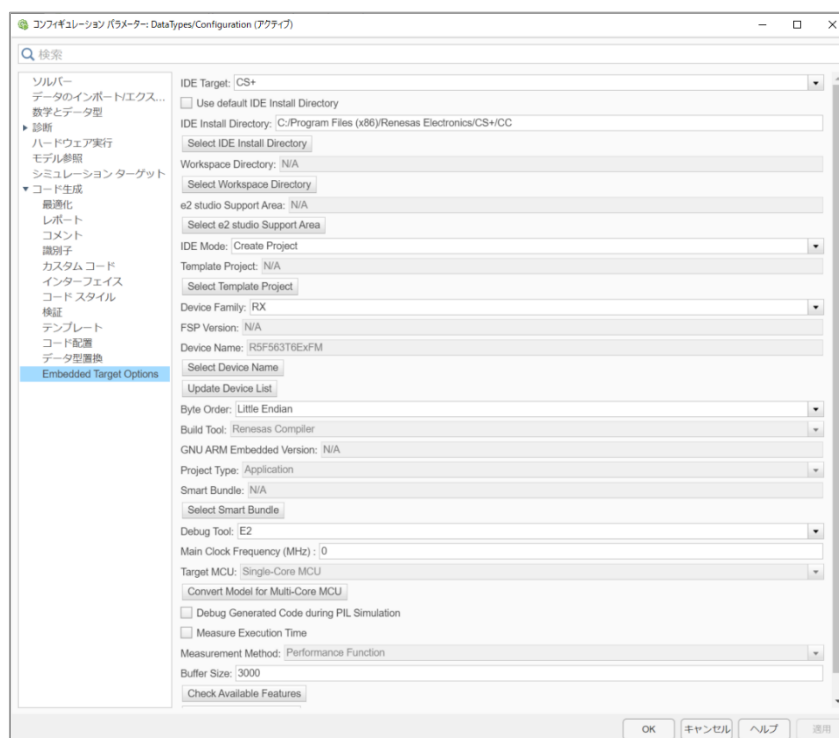 コンフィギュレーション パラメーター: DataTypes/Configuration (アクティブ)
検索
ソルバー
データのインポート/エクス...
数学とデータ型
診断
ハードウェア実行
モデル参照
シミュレーション ターゲット
コード生成
最適化
レポート
コメント
識別子
カスタム コード
インターフェイス
コード スタイル
検証
テンプレート
コード配置
データ型置換
Embedded Target Options
IDE Target: CS+
Use default IDE Install Directory
IDE Install Directory: C:/Program Files (x86)/Renesas Electronics/CS+/CC
Select IDE Install Directory
Workspace Directory: N/A
Select Workspace Directory
e2 studio Support Area: N/A
Select e2 studio Support Area
IDE Mode: Create Project
Template Project: N/A
Select Template Project
Device Family: RX
FSP Version: N/A
Device Name: R5F563T6ExFM
Select Device Name
Update Device List
Byte Order: Little Endian
Build Tool: Renesas Compiler
GNU ARM Embedded Version: N/A
Project Type: Application
Smart Bundle: N/A
Select Smart Bundle
Debug Tool: E2
Main Clock Frequency (MHz) : 0
Target MCU: Single-Core MCU
Convert Model for Multi-Core MCU
Debug Generated Code during PIL Simulation
Measure Execution Time
Measurement Method: Performance Function
Buffer Size: 3000
Check Available Features
OK
キャンセル
ヘルプ
適用